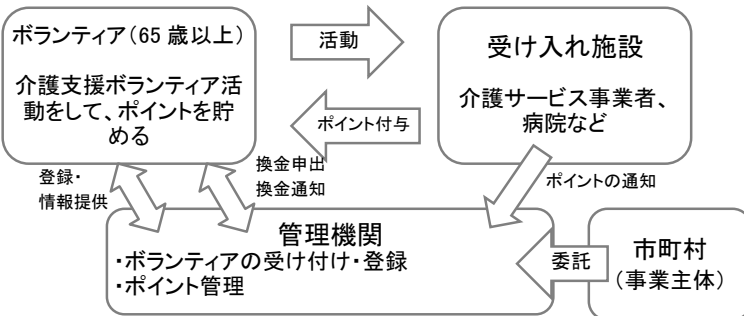 ボランティア(65歳以上)
介護支援ボランティア活
動をして、ポイントを貯
める
活動
ポイント付与
受け入れ施設
介護サービス事業者、
病院など
登録・
情報提供
換金申出
換金通知
ポイントの通知
管理機関
・ボランティアの受け付け・登録
・ポイント管理
委託
市町村
(事業主体)